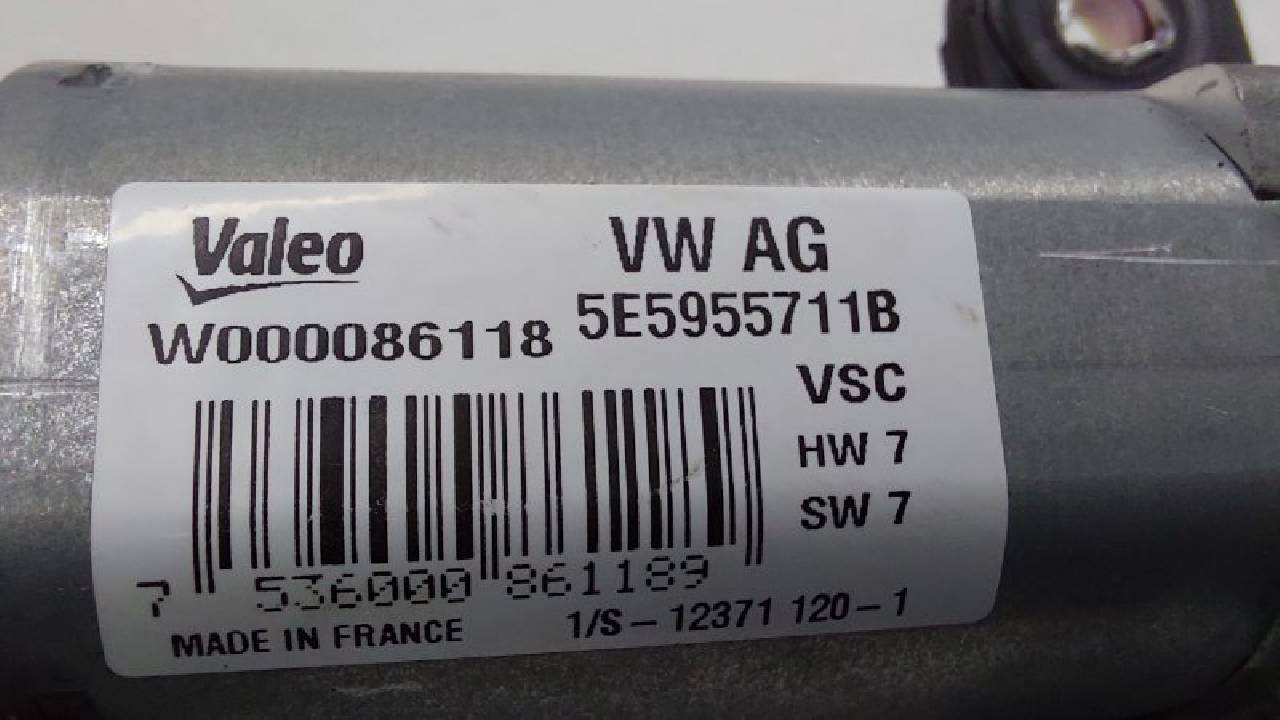 Valeo
VW AG
W000086118
5E5955711B
VSC
HW 7
SW 7
7 536000 861189
MADE IN FRANCE
1/S-12371 120-1